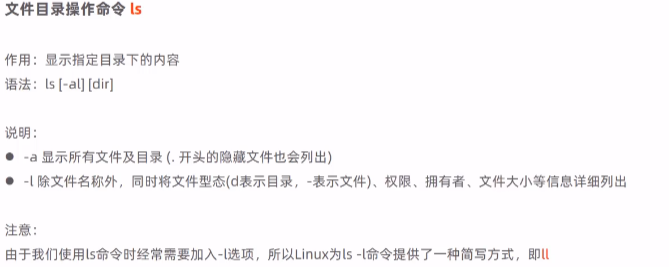 文件目录操作命令 ls
作用：显示指定目录下的内容
语法：ls [-al] [dir]
说明：
● -a 显示所有文件及目录 (. 开头的隐藏文件也会列出)
● -l 除文件名称外，同时将文件型态(d表示目录，-表示文件)、权限、拥有者、文件大小等信息详细列出
注意：
由于我们使用ls命令时经常需要加入-l选项，所以Linux为ls -l命令提供了一种简写方式，即ll